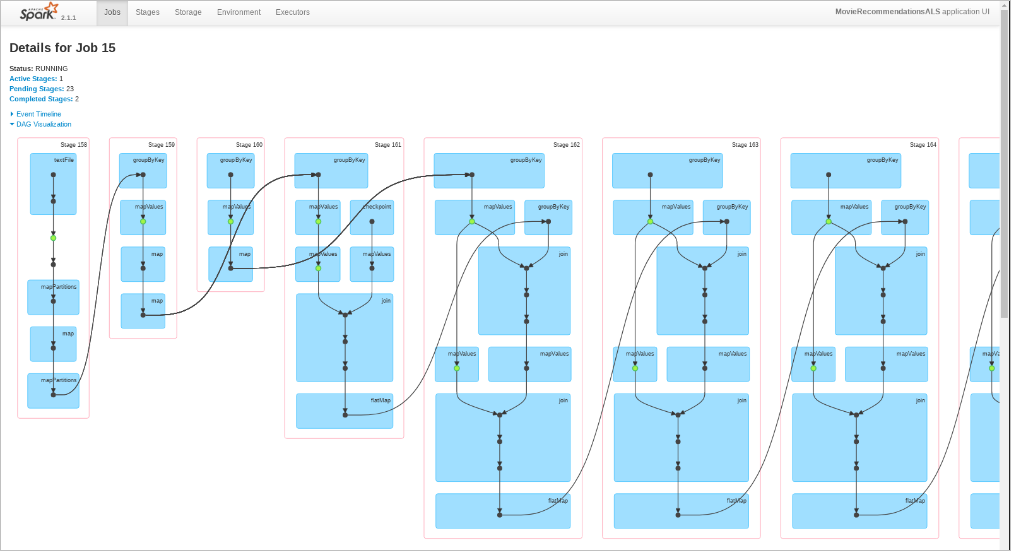 APACHE
Spark 2.1.1 Jobs Stages Storage Environment Executors MovieRecommendationsALS application UI
Details for Job 15
Status: RUNNING
Active Stages: 1
Pending Stages: 23
Completed Stages: 2
Event Timeline
DAG Visualization
Stage 158
textFile
mapPartitions
map
mapPartitions
Stage 159
groupByKey
mapValues
map
map
Stage 160
groupByKey
mapValues
map
Stage 161
groupByKey
mapValues
checkpoint
mapValues
mapValues
join
flatMap
Stage 162
groupByKey
mapValues
groupByKey
join
mapValues
mapValues
join
flatMap
Stage 163
groupByKey
mapValues
groupByKey
join
mapValues
mapValues
join
flatMap
Stage 164
groupByKey
mapValues
groupByKey
join
mapValues
mapValues
join
flatMap